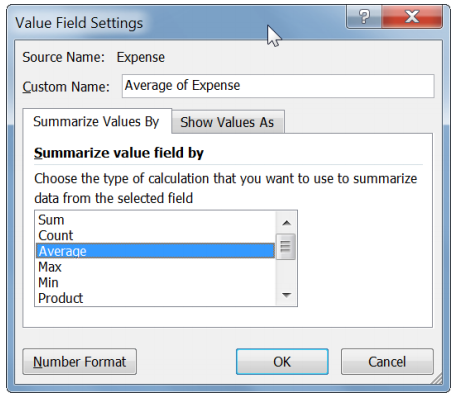 Value Field Settings
Source Name: Expense
Custom Name: Average of Expense
Summarize Values By Show Values As
Summarize value field by
Choose the type of calculation that you want to use to summarize
data from the selected field
Sum
Count
Average
Max
Min
Product
Number Format OK Cancel